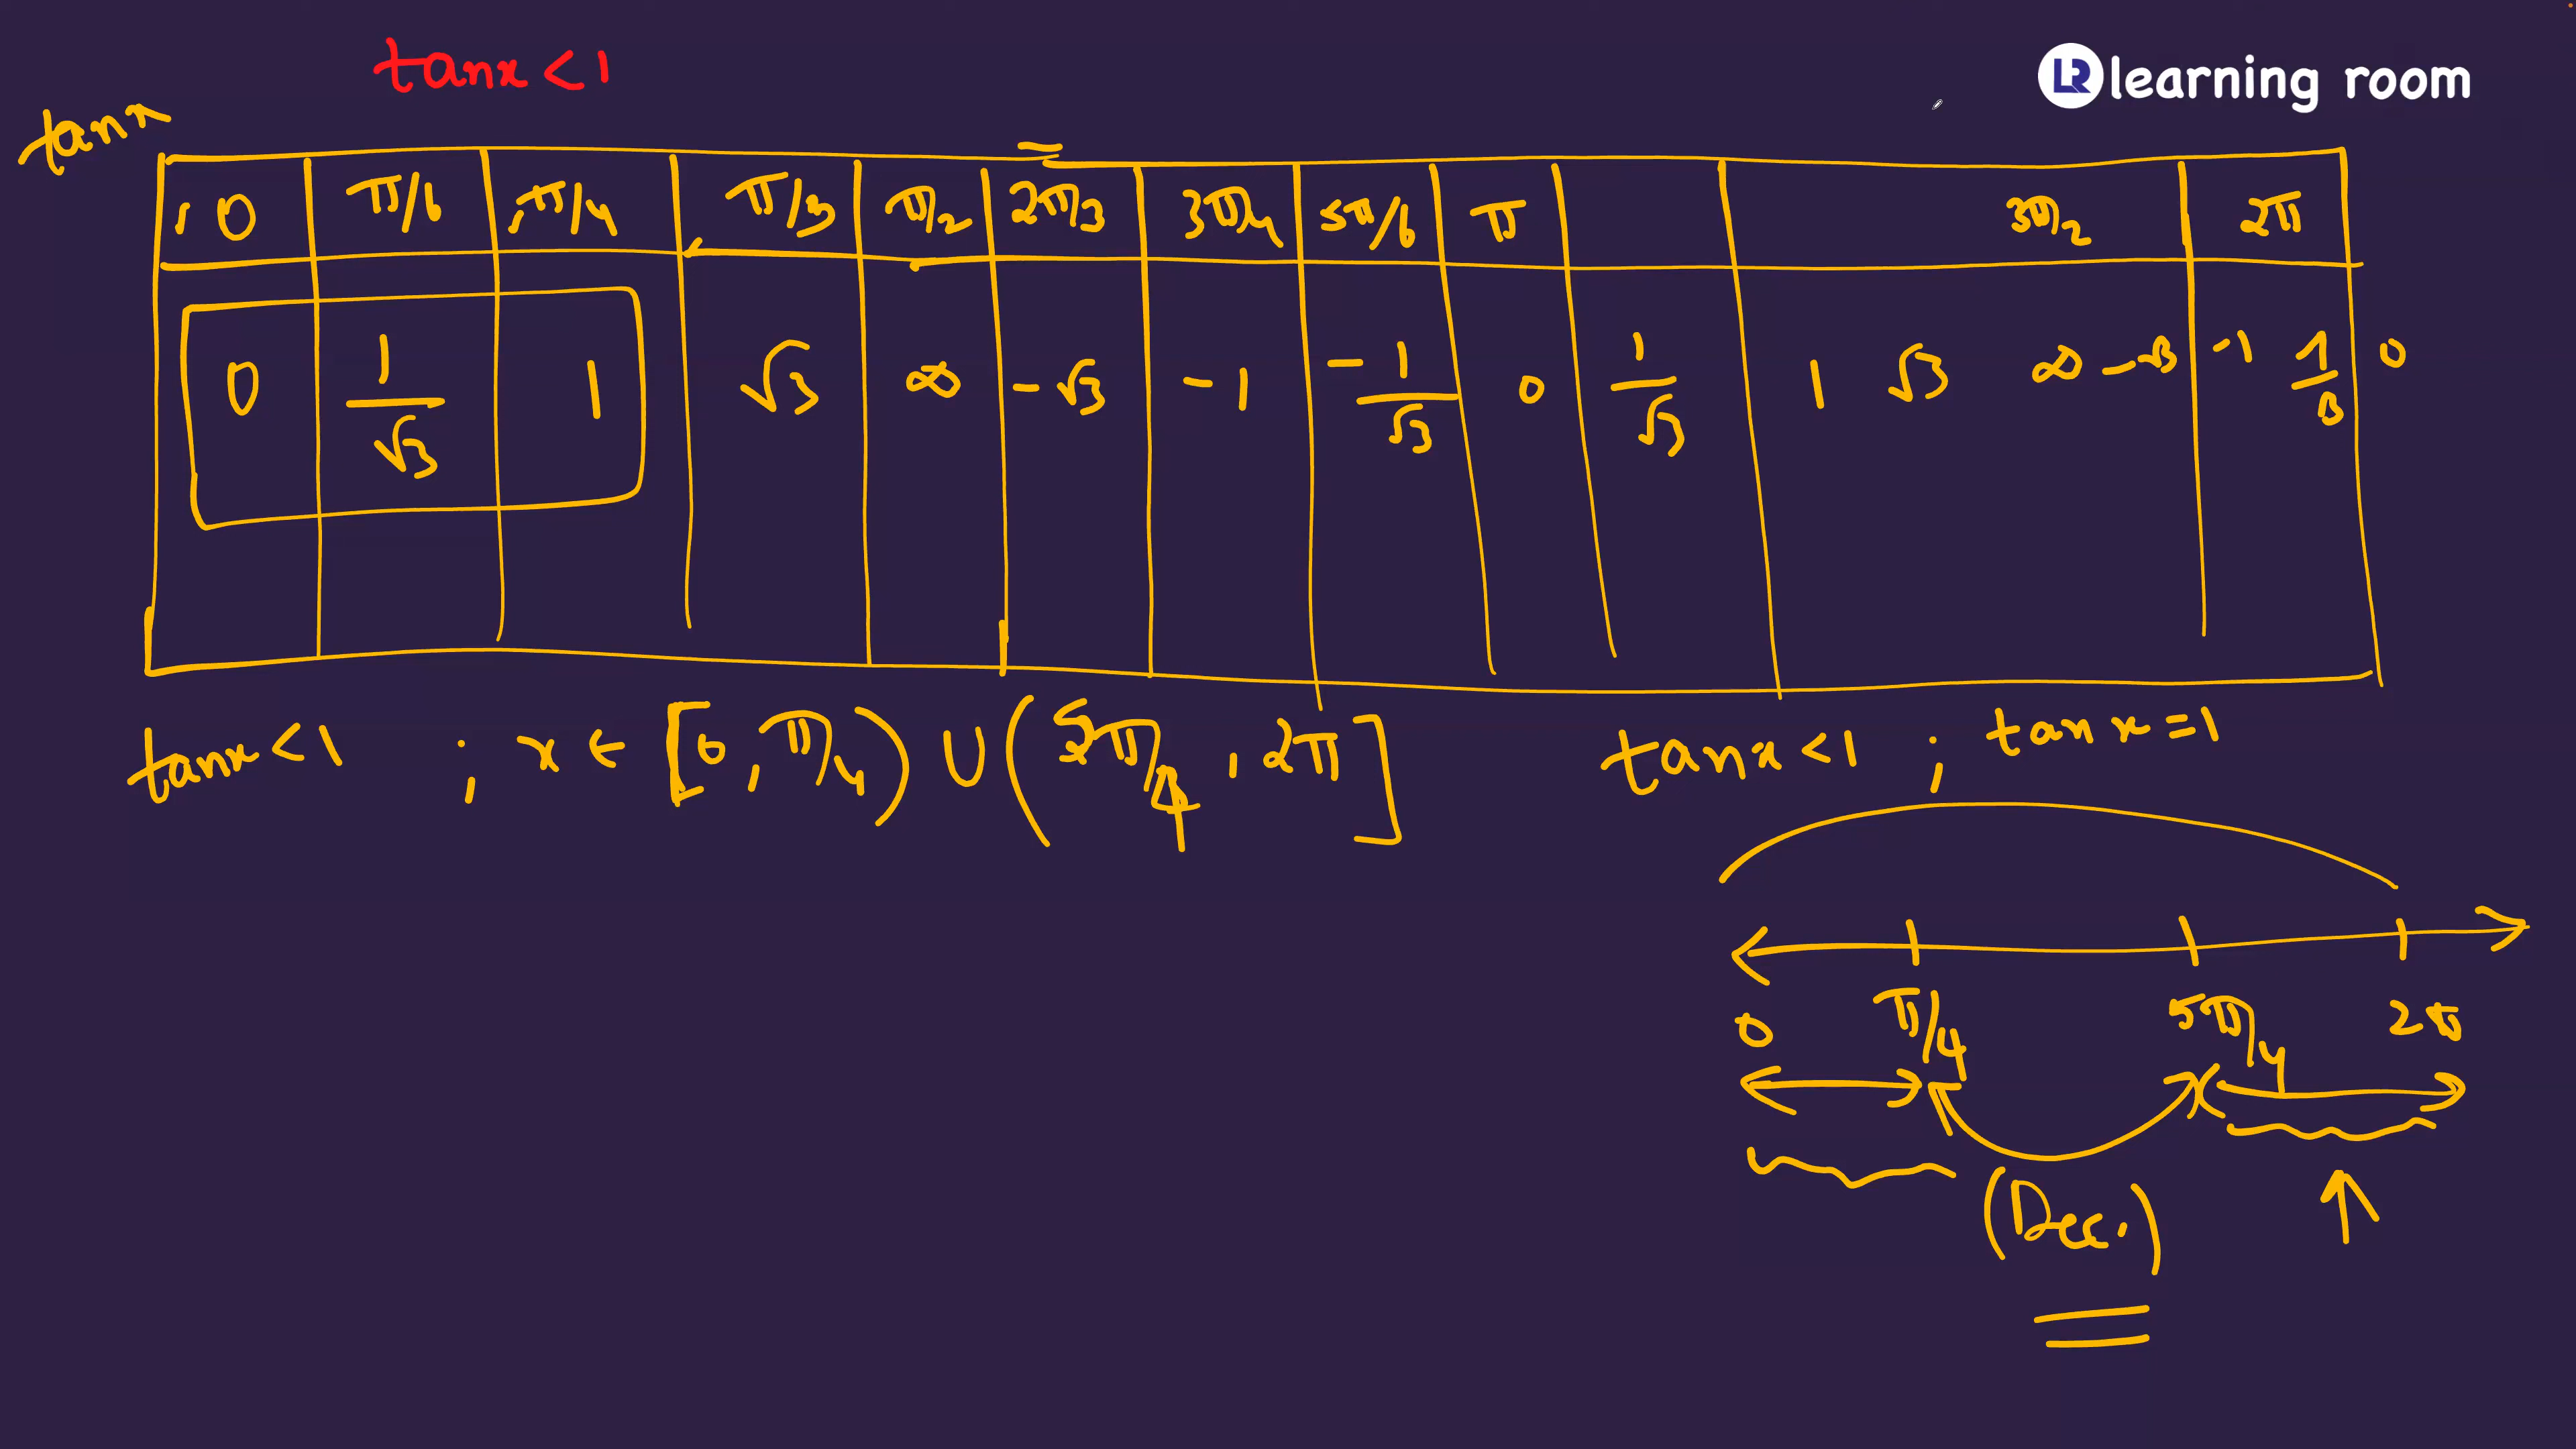 tanx < 1
learning room
tanx
0 π/6 π/4 π/3 π/2 2π/3 3π/4 5π/6 π 3π/2 2π
0 1/√3 1 √3 ∞ -√3 -1 -1/√3 0 1/√3 1 √3 ∞ -√3 -1 1/√3 0
tanx < 1 ; x ∈ [0, π/4) ∪ (5π/4, 2π]
tanx < 1 ; tanx = 1
0 π/4 5π/4 2π
(Dec.)